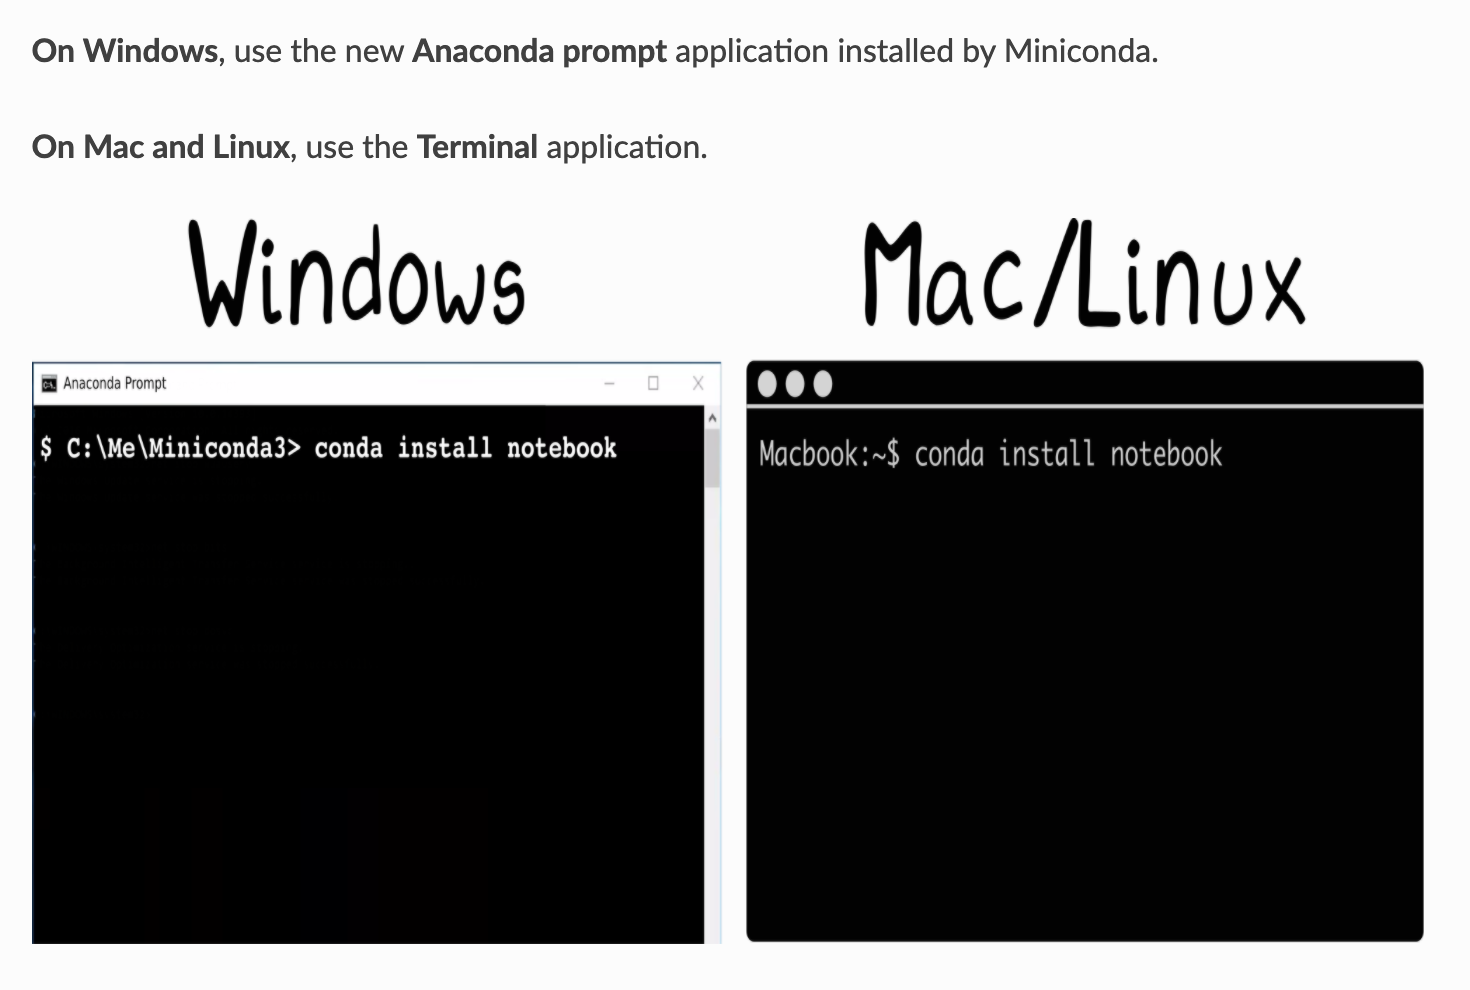 On Windows, use the new Anaconda prompt application installed by Miniconda.
On Mac and Linux, use the Terminal application.
Windows
Mac/Linux
Anaconda Prompt
$ C:\Me\Miniconda3> conda install notebook
Macbook:~$ conda install notebook